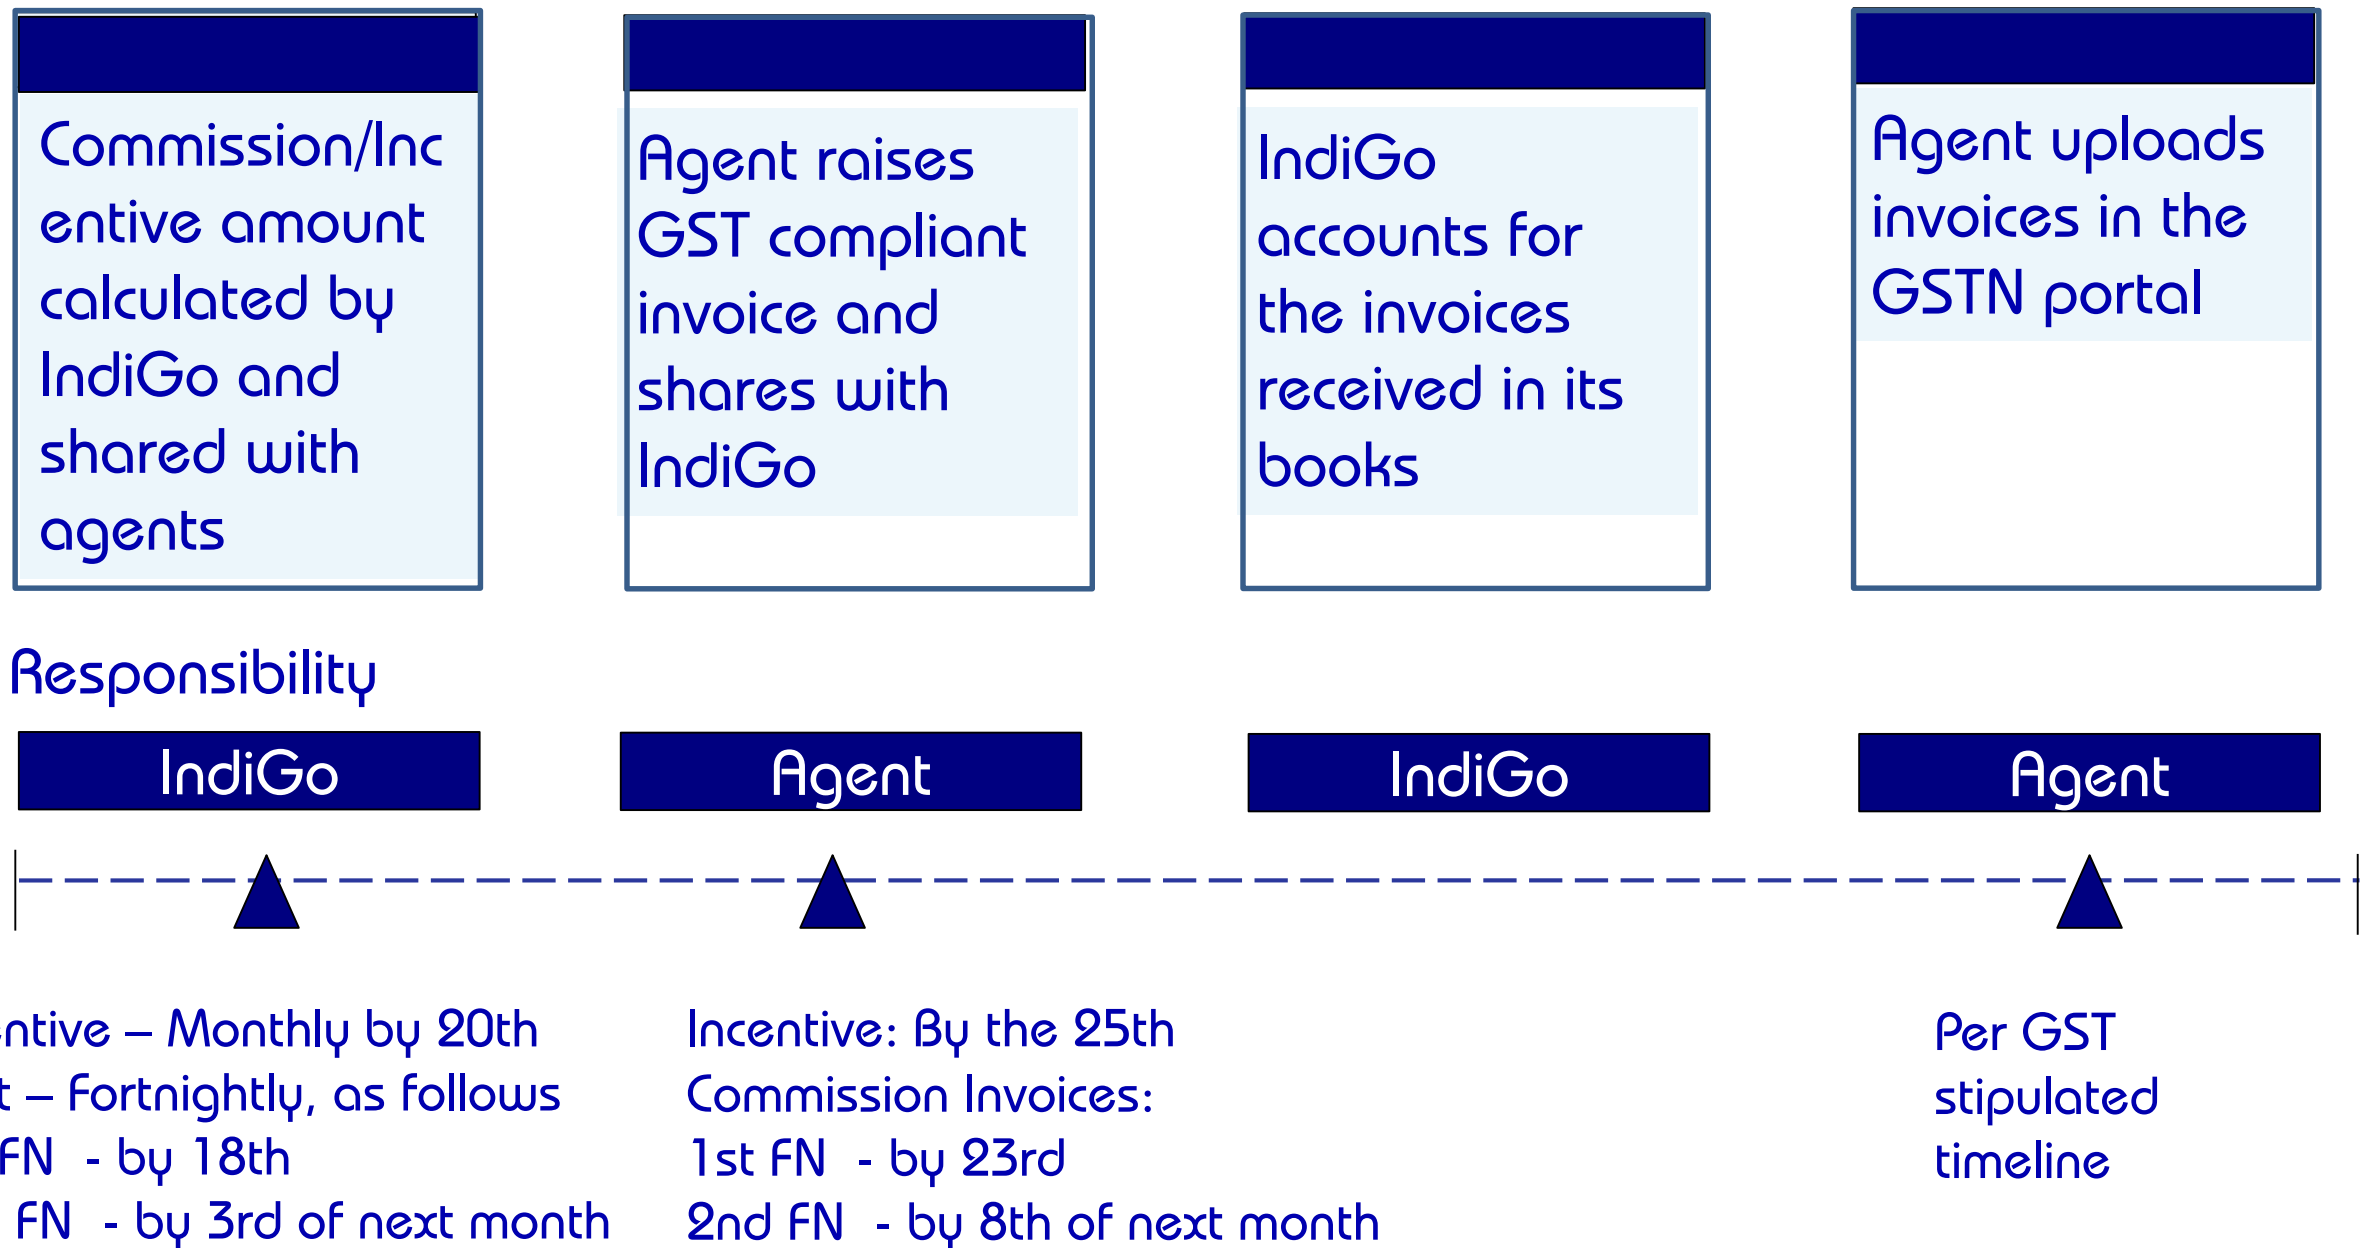 Commission/Inc
entive amount
calculated by
IndiGo and
shared with
agents
Agent raises
GST compliant
invoice and
shares with
IndiGo
IndiGo
accounts for
the invoices
received in its
books
Agent uploads
invoices in the
GSTN portal
Responsibility
IndiGo
Agent
IndiGo
Agent
entive – Monthly by 20th
t – Fortnightly, as follows
FN - by 18th
FN - by 3rd of next month
Incentive: By the 25th
Commission Invoices:
1st FN - by 23rd
2nd FN - by 8th of next month
Per GST
stipulated
timeline